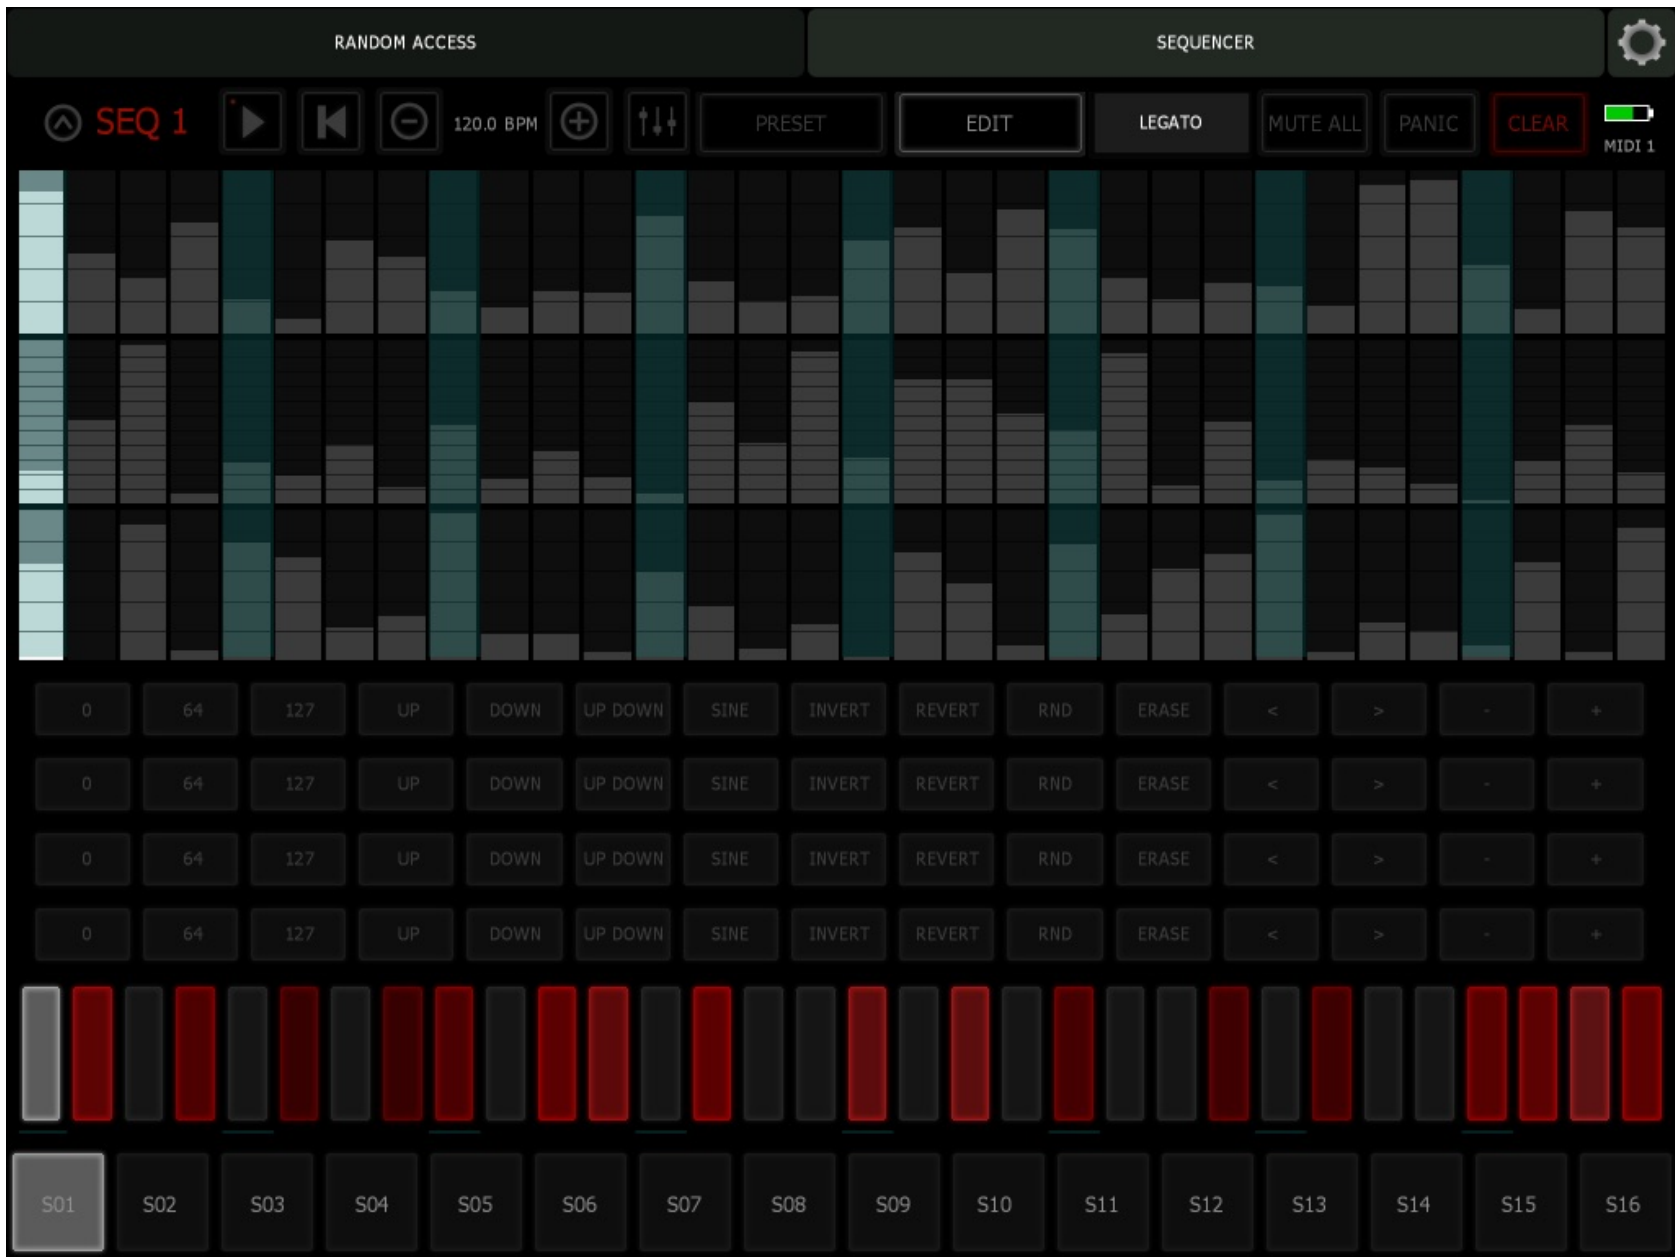 RANDOM ACCESS SEQUENCER
SEQ 1 120.0 BPM PRESET EDIT LEGATO MUTE ALL PANIC CLEAR MIDI 1
0 64 127 UP DOWN UP DOWN SINE INVERT REVERT RND ERASE < > - +
0 64 127 UP DOWN UP DOWN SINE INVERT REVERT RND ERASE < > - +
0 64 127 UP DOWN UP DOWN SINE INVERT REVERT RND ERASE < > - +
0 64 127 UP DOWN UP DOWN SINE INVERT REVERT RND ERASE < > - +
S01 S02 S03 S04 S05 S06 S07 S08 S09 S10 S11 S12 S13 S14 S15 S16